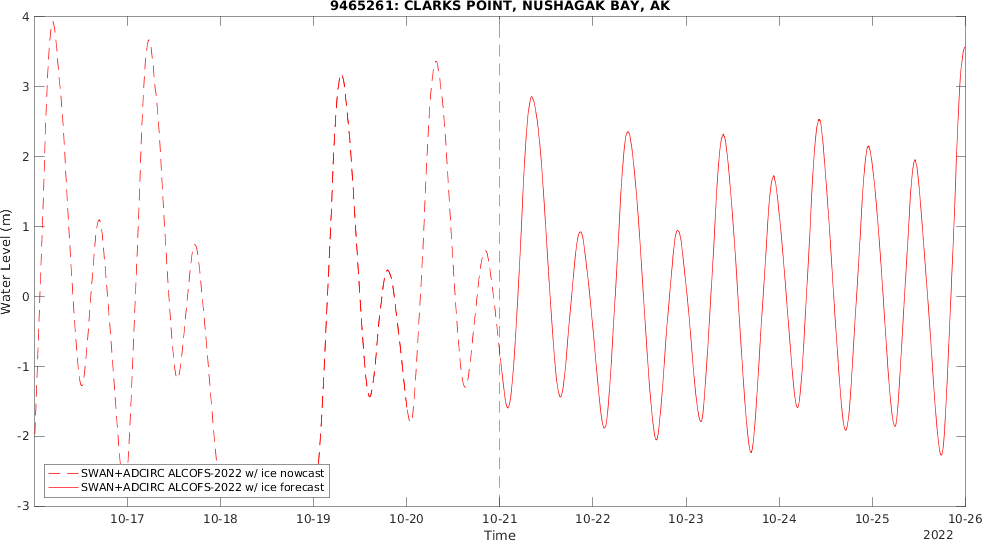 9465261: CLARKS POINT, NUSHAGAK BAY, AK
4
3
2
1
0
-1
-2
-3
Water Level (m)
SWAN+ADCIRC ALCOFS-2022 w/ ice nowcast
SWAN+ADCIRC ALCOFS-2022 w/ ice forecast
10-17 10-18 10-19 10-20 10-21 10-22 10-23 10-24 10-25 10-26
Time
2022